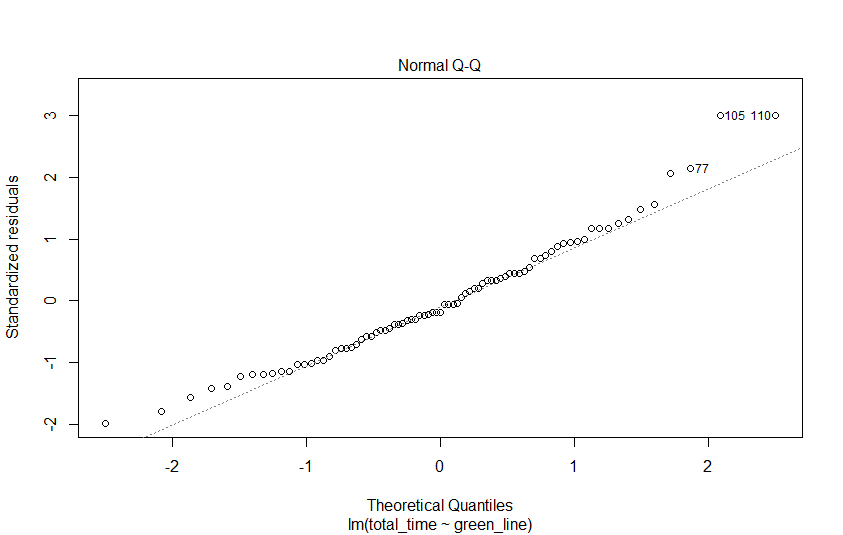 Normal Q-Q
Standardized residuals
3
2
1
0
-1
-2
105 110
77
-2 -1 0 1 2
Theoretical Quantiles
lm(total_time ~ green_line)